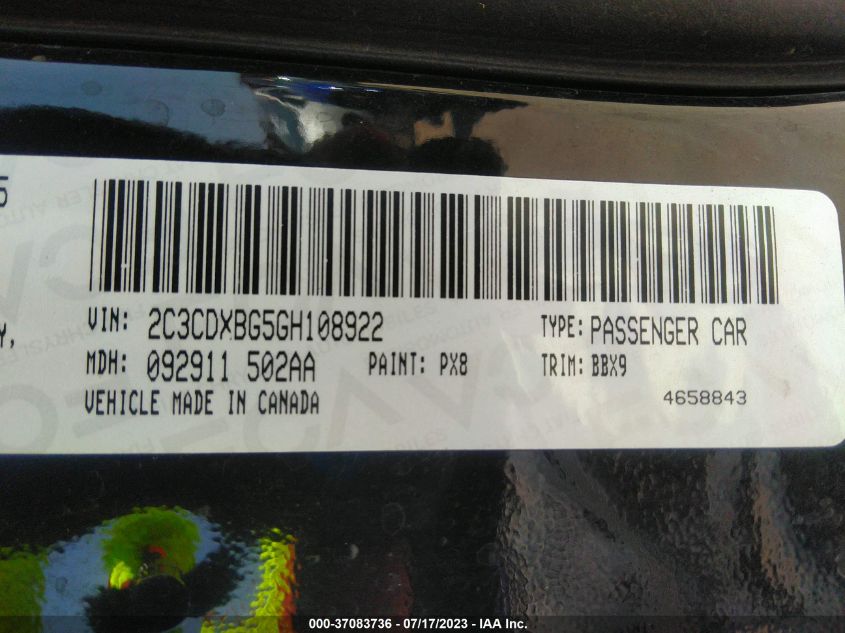 VIN: 2C3CDXBG5GH108922 TYPE: PASSENGER CAR
MDH: 092911 502AA PAINT: PX8 TRIM: BBX9
VEHICLE MADE IN CANADA 4658843
000-37083736 - 07/17/2023 - IAA Inc.